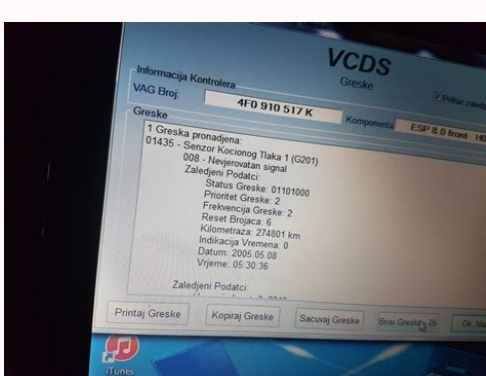 VCDS
Greske
Informacija Kontrolera
VAG Broj: 4F0 910 517 K Komponenta ESP 8.0 front H0
Greske
1 Greska pronadjena:
01435 - Senzor Kocionog Tlaka 1 (G201)
008 - Nevjerovatan signal
Zaledjeni Podatci:
Status Greske: 01101000
Prioritet Greske: 2
Frekvencija Greske: 2
Reset Brojaca: 6
Kilometraza: 274801 km
Indikacija Vremena: 0
Datum: 2005.05.08
Vrijeme: 05:30:36
Zaledjeni Podatci:
Printaj Greske Kopiraj Greske Sacuvaj Greske
iTunes